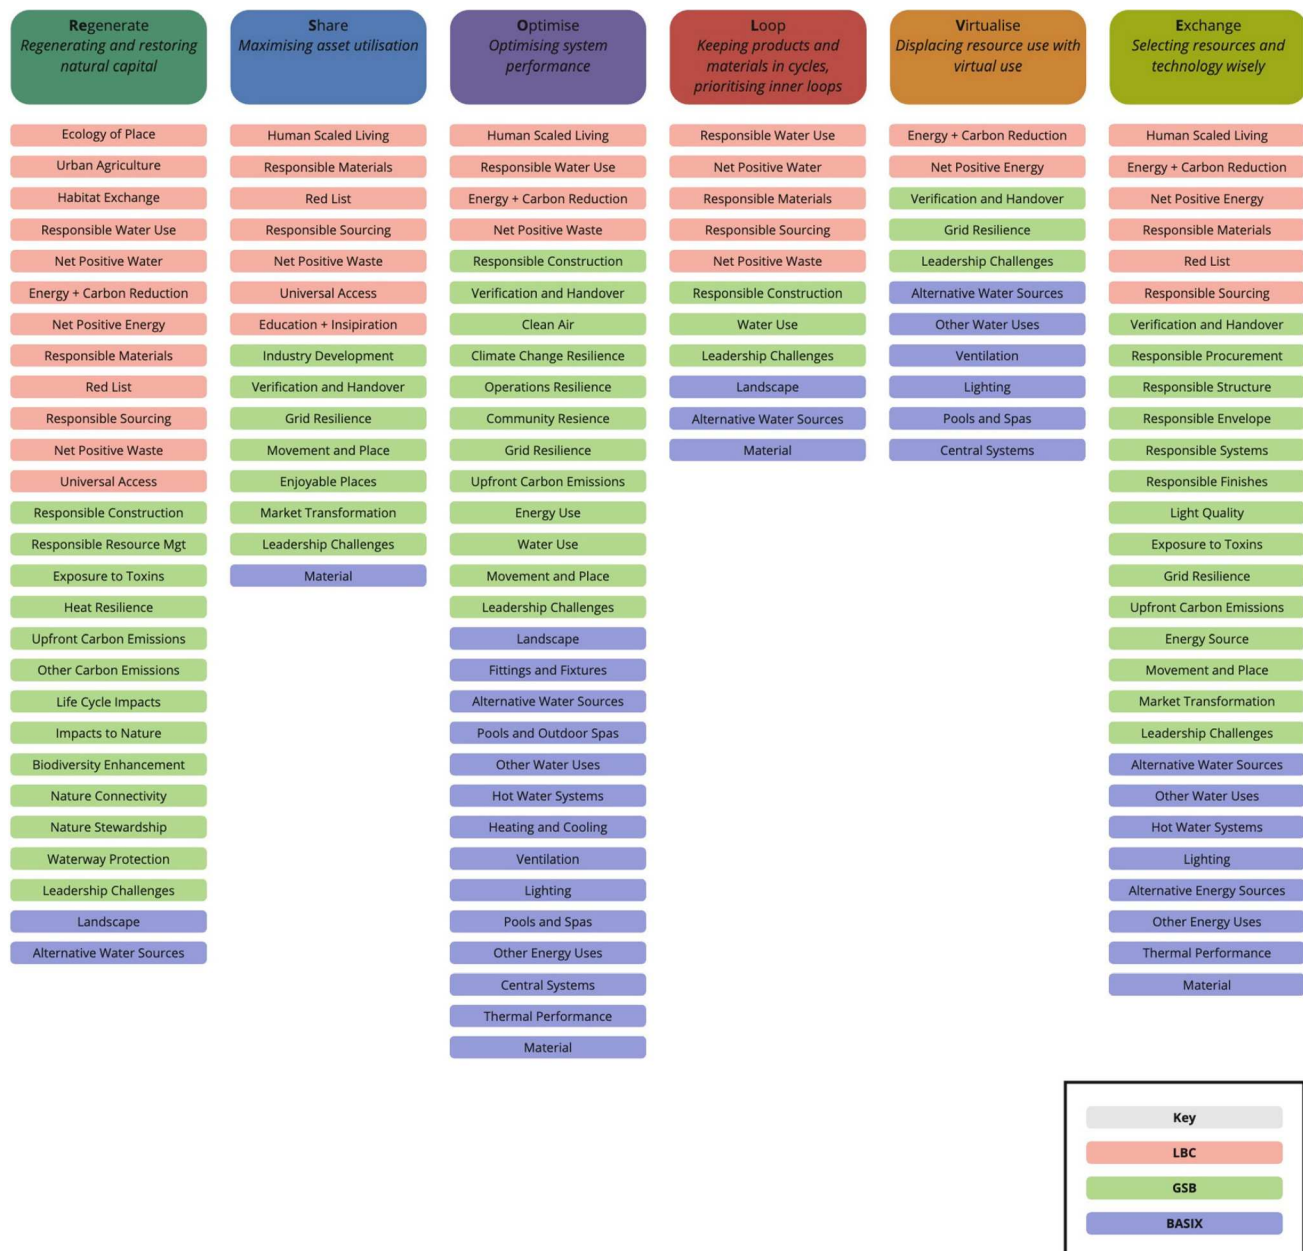 Regenerate
Regenerating and restoring
natural capital
Ecology of Place
Urban Agriculture
Habitat Exchange
Responsible Water Use
Net Positive Water
Energy + Carbon Reduction
Net Positive Energy
Responsible Materials
Red List
Responsible Sourcing
Net Positive Waste
Universal Access
Responsible Construction
Responsible Resource Mgt
Exposure to Toxins
Heat Resilience
Upfront Carbon Emissions
Other Carbon Emissions
Life Cycle Impacts
Impacts to Nature
Biodiversity Enhancement
Nature Connectivity
Nature Stewardship
Waterway Protection
Leadership Challenges
Landscape
Alternative Water Sources
Share
Maximising asset utilisation
Human Scaled Living
Responsible Materials
Red List
Responsible Sourcing
Net Positive Waste
Universal Access
Education + Insipiration
Industry Development
Verification and Handover
Grid Resilience
Movement and Place
Enjoyable Places
Market Transformation
Leadership Challenges
Material
Optimise
Optimising system
performance
Human Scaled Living
Responsible Water Use
Energy + Carbon Reduction
Net Positive Waste
Responsible Construction
Verification and Handover
Clean Air
Climate Change Resilience
Operations Resilience
Community Resience
Grid Resilience
Upfront Carbon Emissions
Energy Use
Water Use
Movement and Place
Leadership Challenges
Landscape
Fittings and Fixtures
Alternative Water Sources
Pools and Outdoor Spas
Other Water Uses
Hot Water Systems
Heating and Cooling
Ventilation
Lighting
Pools and Spas
Other Energy Uses
Central Systems
Thermal Performance
Material
Loop
Keeping products and
materials in cycles,
prioritising inner loops
Responsible Water Use
Net Positive Water
Responsible Materials
Responsible Sourcing
Net Positive Waste
Responsible Construction
Water Use
Leadership Challenges
Landscape
Alternative Water Sources
Material
Virtualise
Displacing resource use with
virtual use
Energy + Carbon Reduction
Net Positive Energy
Verification and Handover
Grid Resilience
Leadership Challenges
Alternative Water Sources
Other Water Uses
Ventilation
Lighting
Pools and Spas
Central Systems
Exchange
Selecting resources and
technology wisely
Human Scaled Living
Energy + Carbon Reduction
Net Positive Energy
Responsible Materials
Red List
Responsible Sourcing
Verification and Handover
Responsible Procurement
Responsible Structure
Responsible Envelope
Responsible Systems
Responsible Finishes
Light Quality
Exposure to Toxins
Grid Resilience
Upfront Carbon Emissions
Energy Source
Movement and Place
Market Transformation
Leadership Challenges
Alternative Water Sources
Other Water Uses
Hot Water Systems
Lighting
Alternative Energy Sources
Other Energy Uses
Thermal Performance
Material
Key
LBC
GSB
BASIX